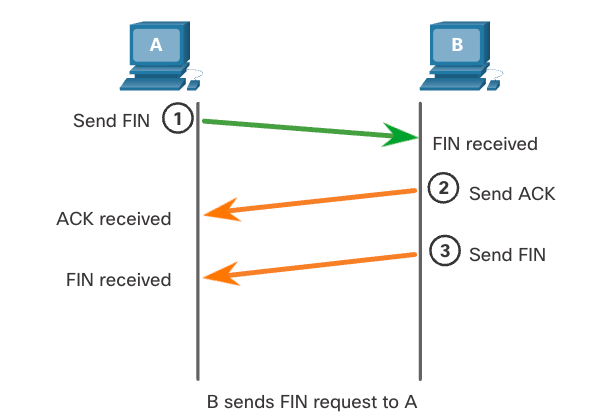 A
B
Send FIN 1
FIN received
2 Send ACK
ACK received
3 Send FIN
FIN received
B sends FIN request to A